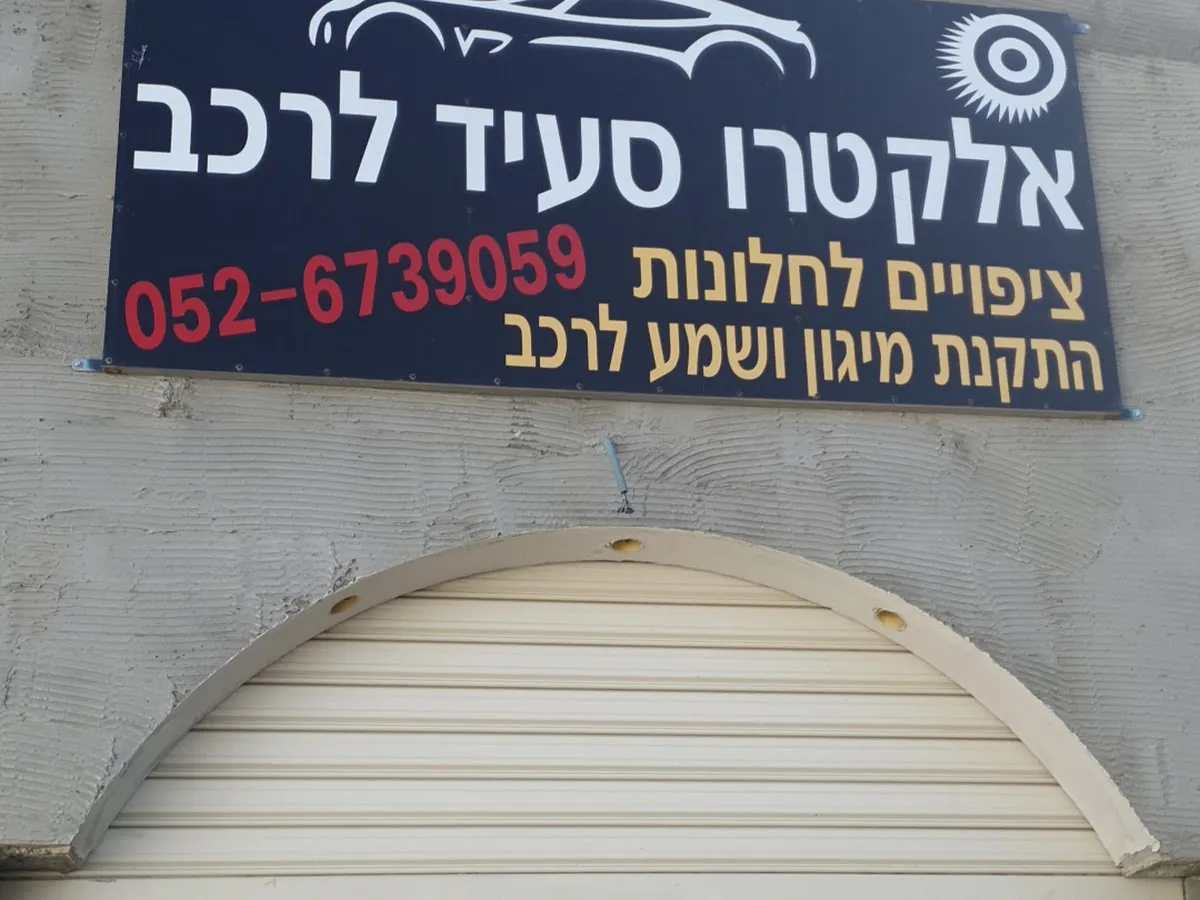 אלקטרו סעיד לרכב
ציפויים לחלונות
052-6739059
התקנת מיגון ושמע לרכב